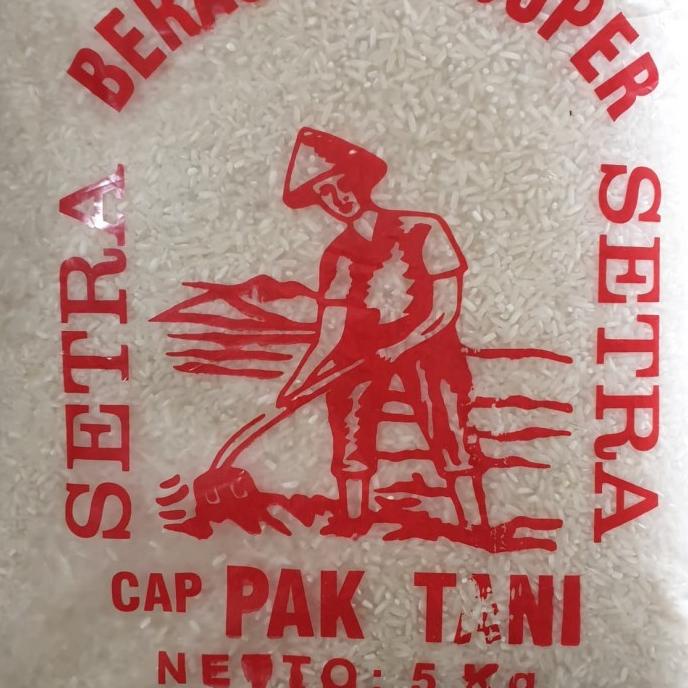 SUPER
SETRA
SETRA
CAP PAK TANI
NETTO: 5 Kg